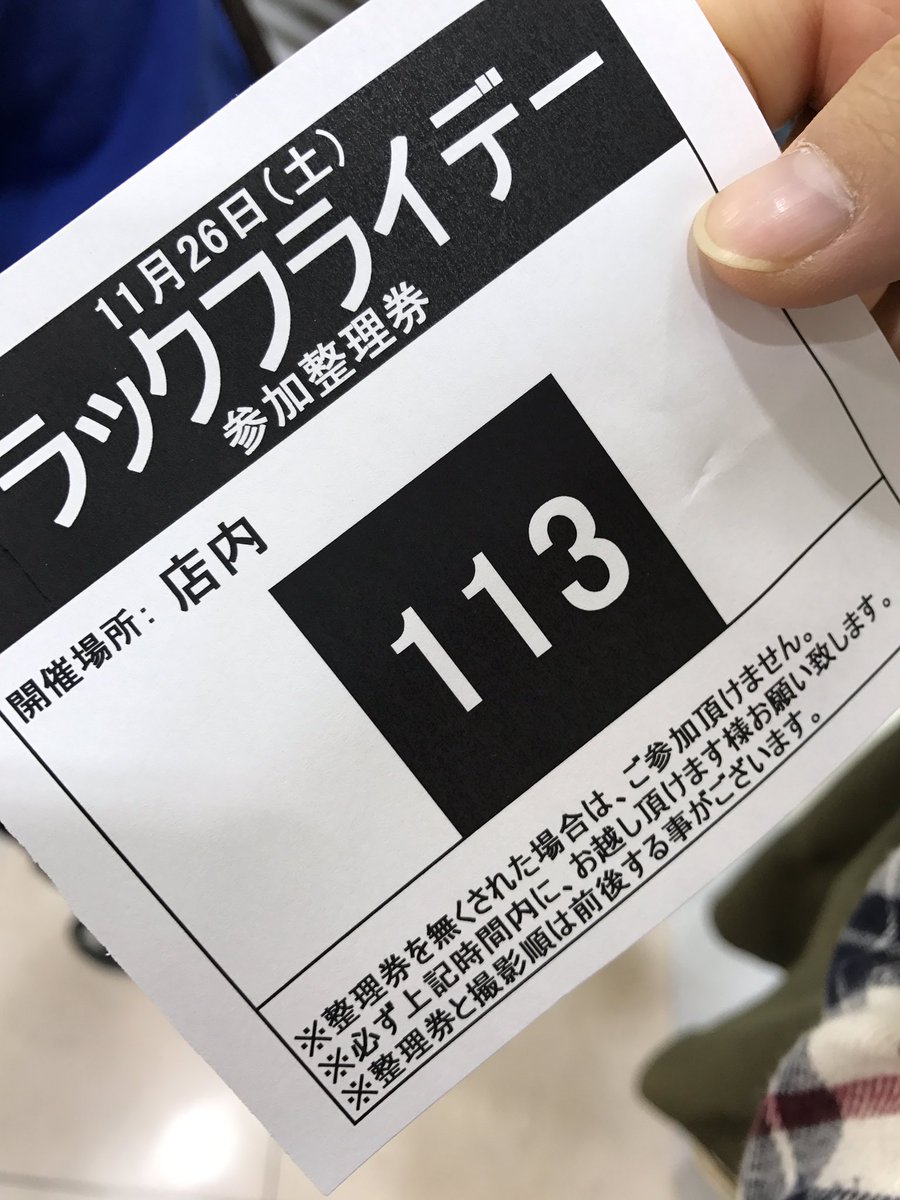 11月26日(土)
ラックフライデー
参加整理券
開催場所: 店内
113
※整理券を無くされた場合は、ご参加頂けません。
※必ず上記時間内に、お越し頂けます様お願い致します。
※整理券と撮影順は前後する事がございます。